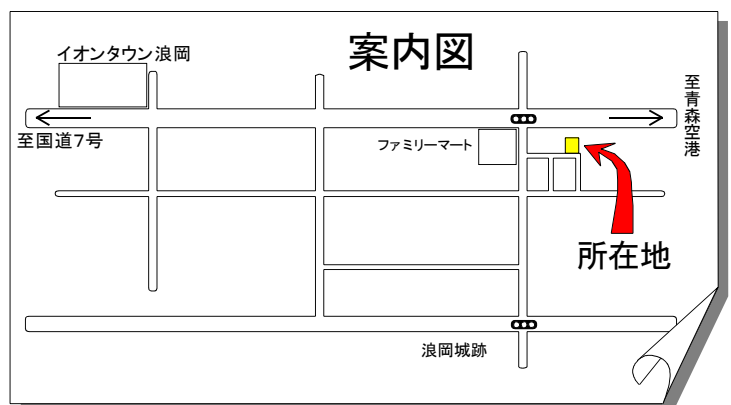 案内図
イオンタウン浪岡
至国道7号
至青森空港
ファミリーマート
所在地
浪岡城跡